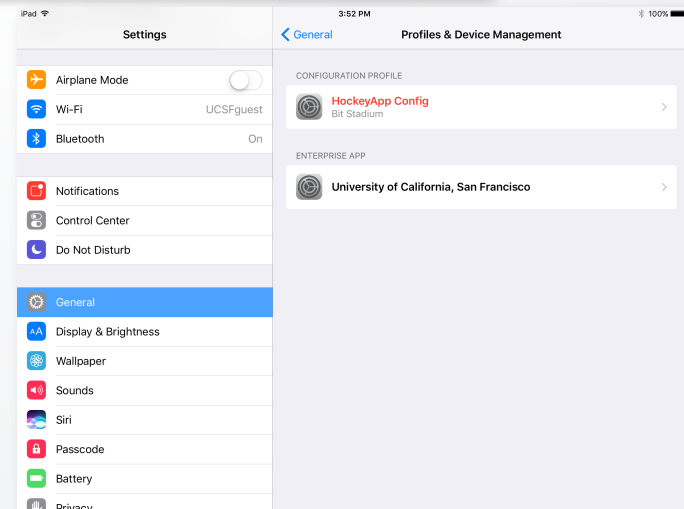 iPad
3:52 PM
100%
Settings
General
Profiles & Device Management
Airplane Mode
Wi-Fi
UCSFguest
Bluetooth
On
Notifications
Control Center
Do Not Disturb
General
AA
Display & Brightness
Wallpaper
Sounds
Siri
Passcode
Battery
Privacy
CONFIGURATION PROFILE
HockeyApp Config
Bit Stadium
ENTERPRISE APP
University of California, San Francisco